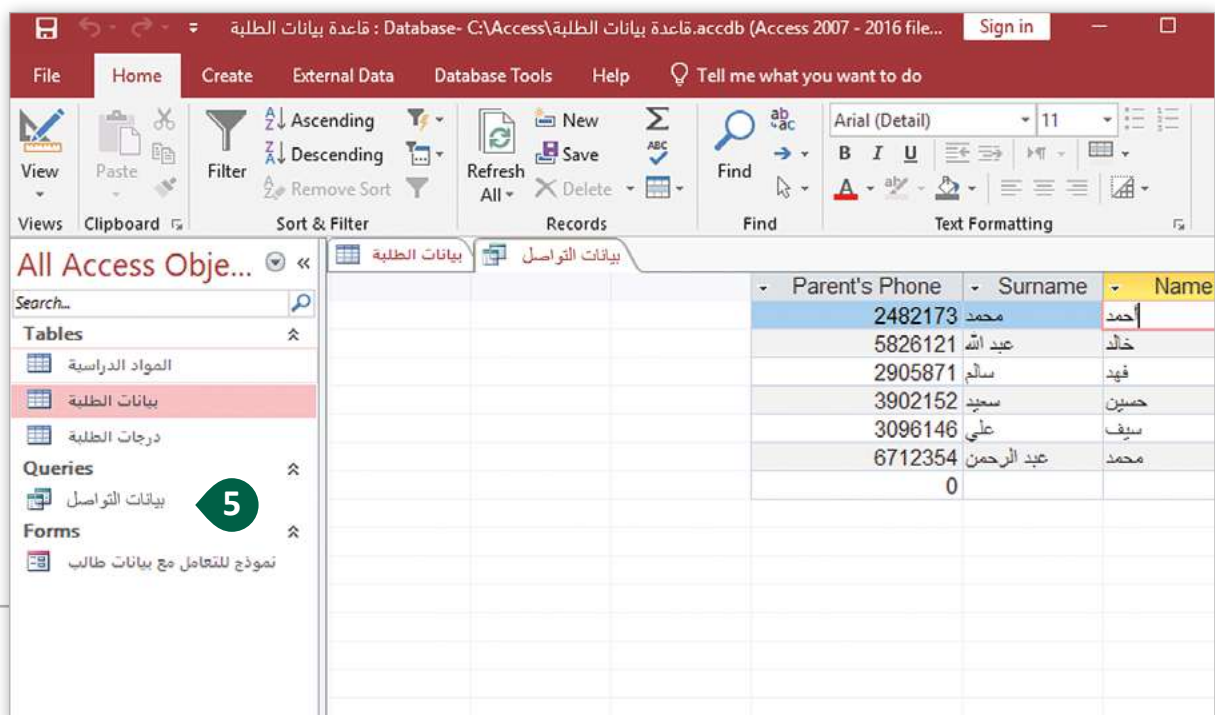 قاعدة بيانات الطلبة : Database- C:\Access\قاعدة بيانات الطلبة.accdb (Access 2007 - 2016 file... Sign in
File Home Create External Data Database Tools Help Tell me what you want to do
View Paste Filter Ascending Descending Remove Sort Refresh All New Save Delete Find Arial (Detail) 11
B I U A
Views Clipboard Sort & Filter Records Find Text Formatting
All Access Obje...
Search...
Tables
المواد الدراسية
بيانات الطلبة
درجات الطلبة
Queries
بيانات التواصل
5
Forms
نموذج للتعامل مع بيانات طالب
بيانات الطلبة بيانات التواصل
Parent's Phone Surname Name
2482173 محمد أحمد
5826121 عبد الله خالد
2905871 سالم فهد
3902152 سعيد حسين
3096146 علي سيف
6712354 عبد الرحمن محمد
0